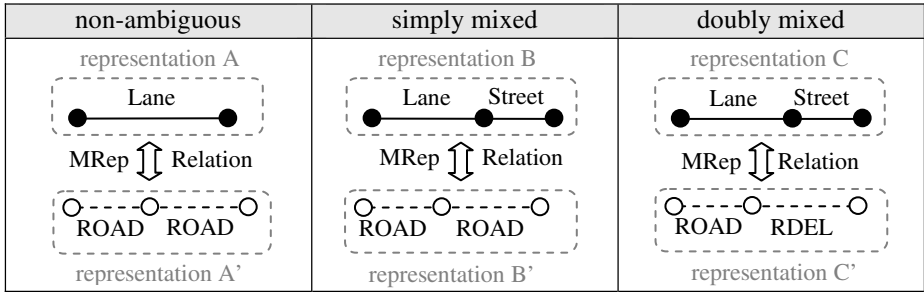 non-ambiguous simply mixed doubly mixed
representation A representation B representation C
Lane Lane Street Lane Street
MRep Relation MRep Relation MRep Relation
ROAD ROAD ROAD ROAD ROAD RDEL
representation A’ representation B’ representation C’